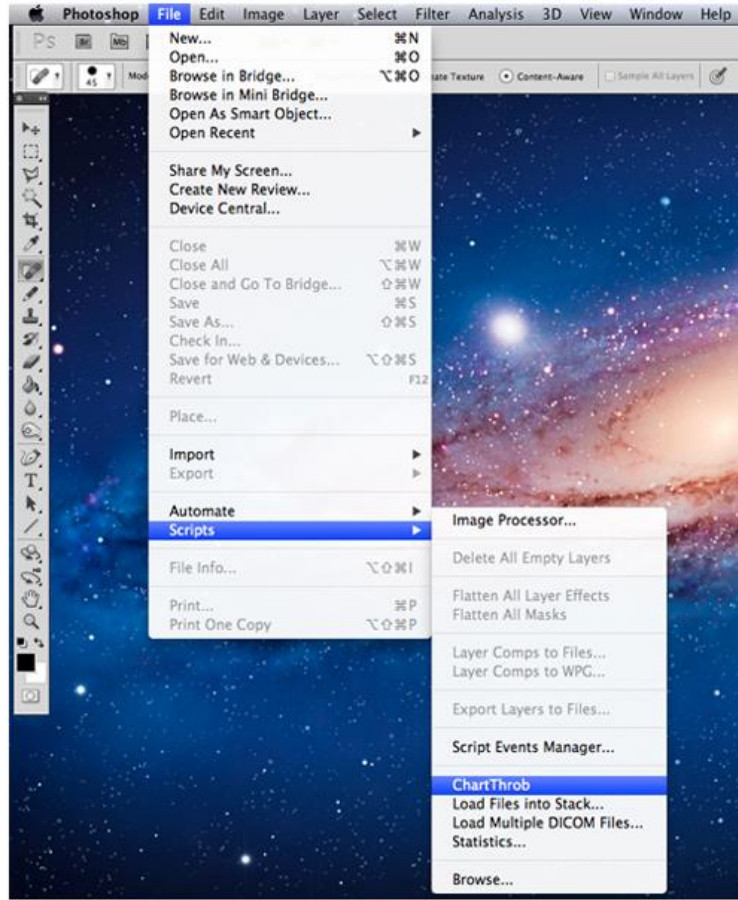 Photoshop File Edit Image Layer Select Filter Analysis 3D View Window Help
PS Br Mb
45 Mod ate Texture Content-Aware Sample All Layers
New... ⌘N
Open... ⌘O
Browse in Bridge... ⌥⌘O
Browse in Mini Bridge...
Open As Smart Object...
Open Recent
Share My Screen...
Create New Review...
Device Central...
Close ⌘W
Close All ⌥⌘W
Close and Go To Bridge... ⇧⌘W
Save ⌘S
Save As... ⇧⌘S
Check In...
Save for Web & Devices... ⌥⇧⌘S
Revert F12
Place...
Import
Export
Automate
Scripts
File Info... ⌥⇧⌘I
Print... ⌘P
Print One Copy ⌥⇧⌘P
Image Processor...
Delete All Empty Layers
Flatten All Layer Effects
Flatten All Masks
Layer Comps to Files...
Layer Comps to WPG...
Export Layers to Files...
Script Events Manager...
ChartThrob
Load Files into Stack...
Load Multiple DICOM Files...
Statistics...
Browse...